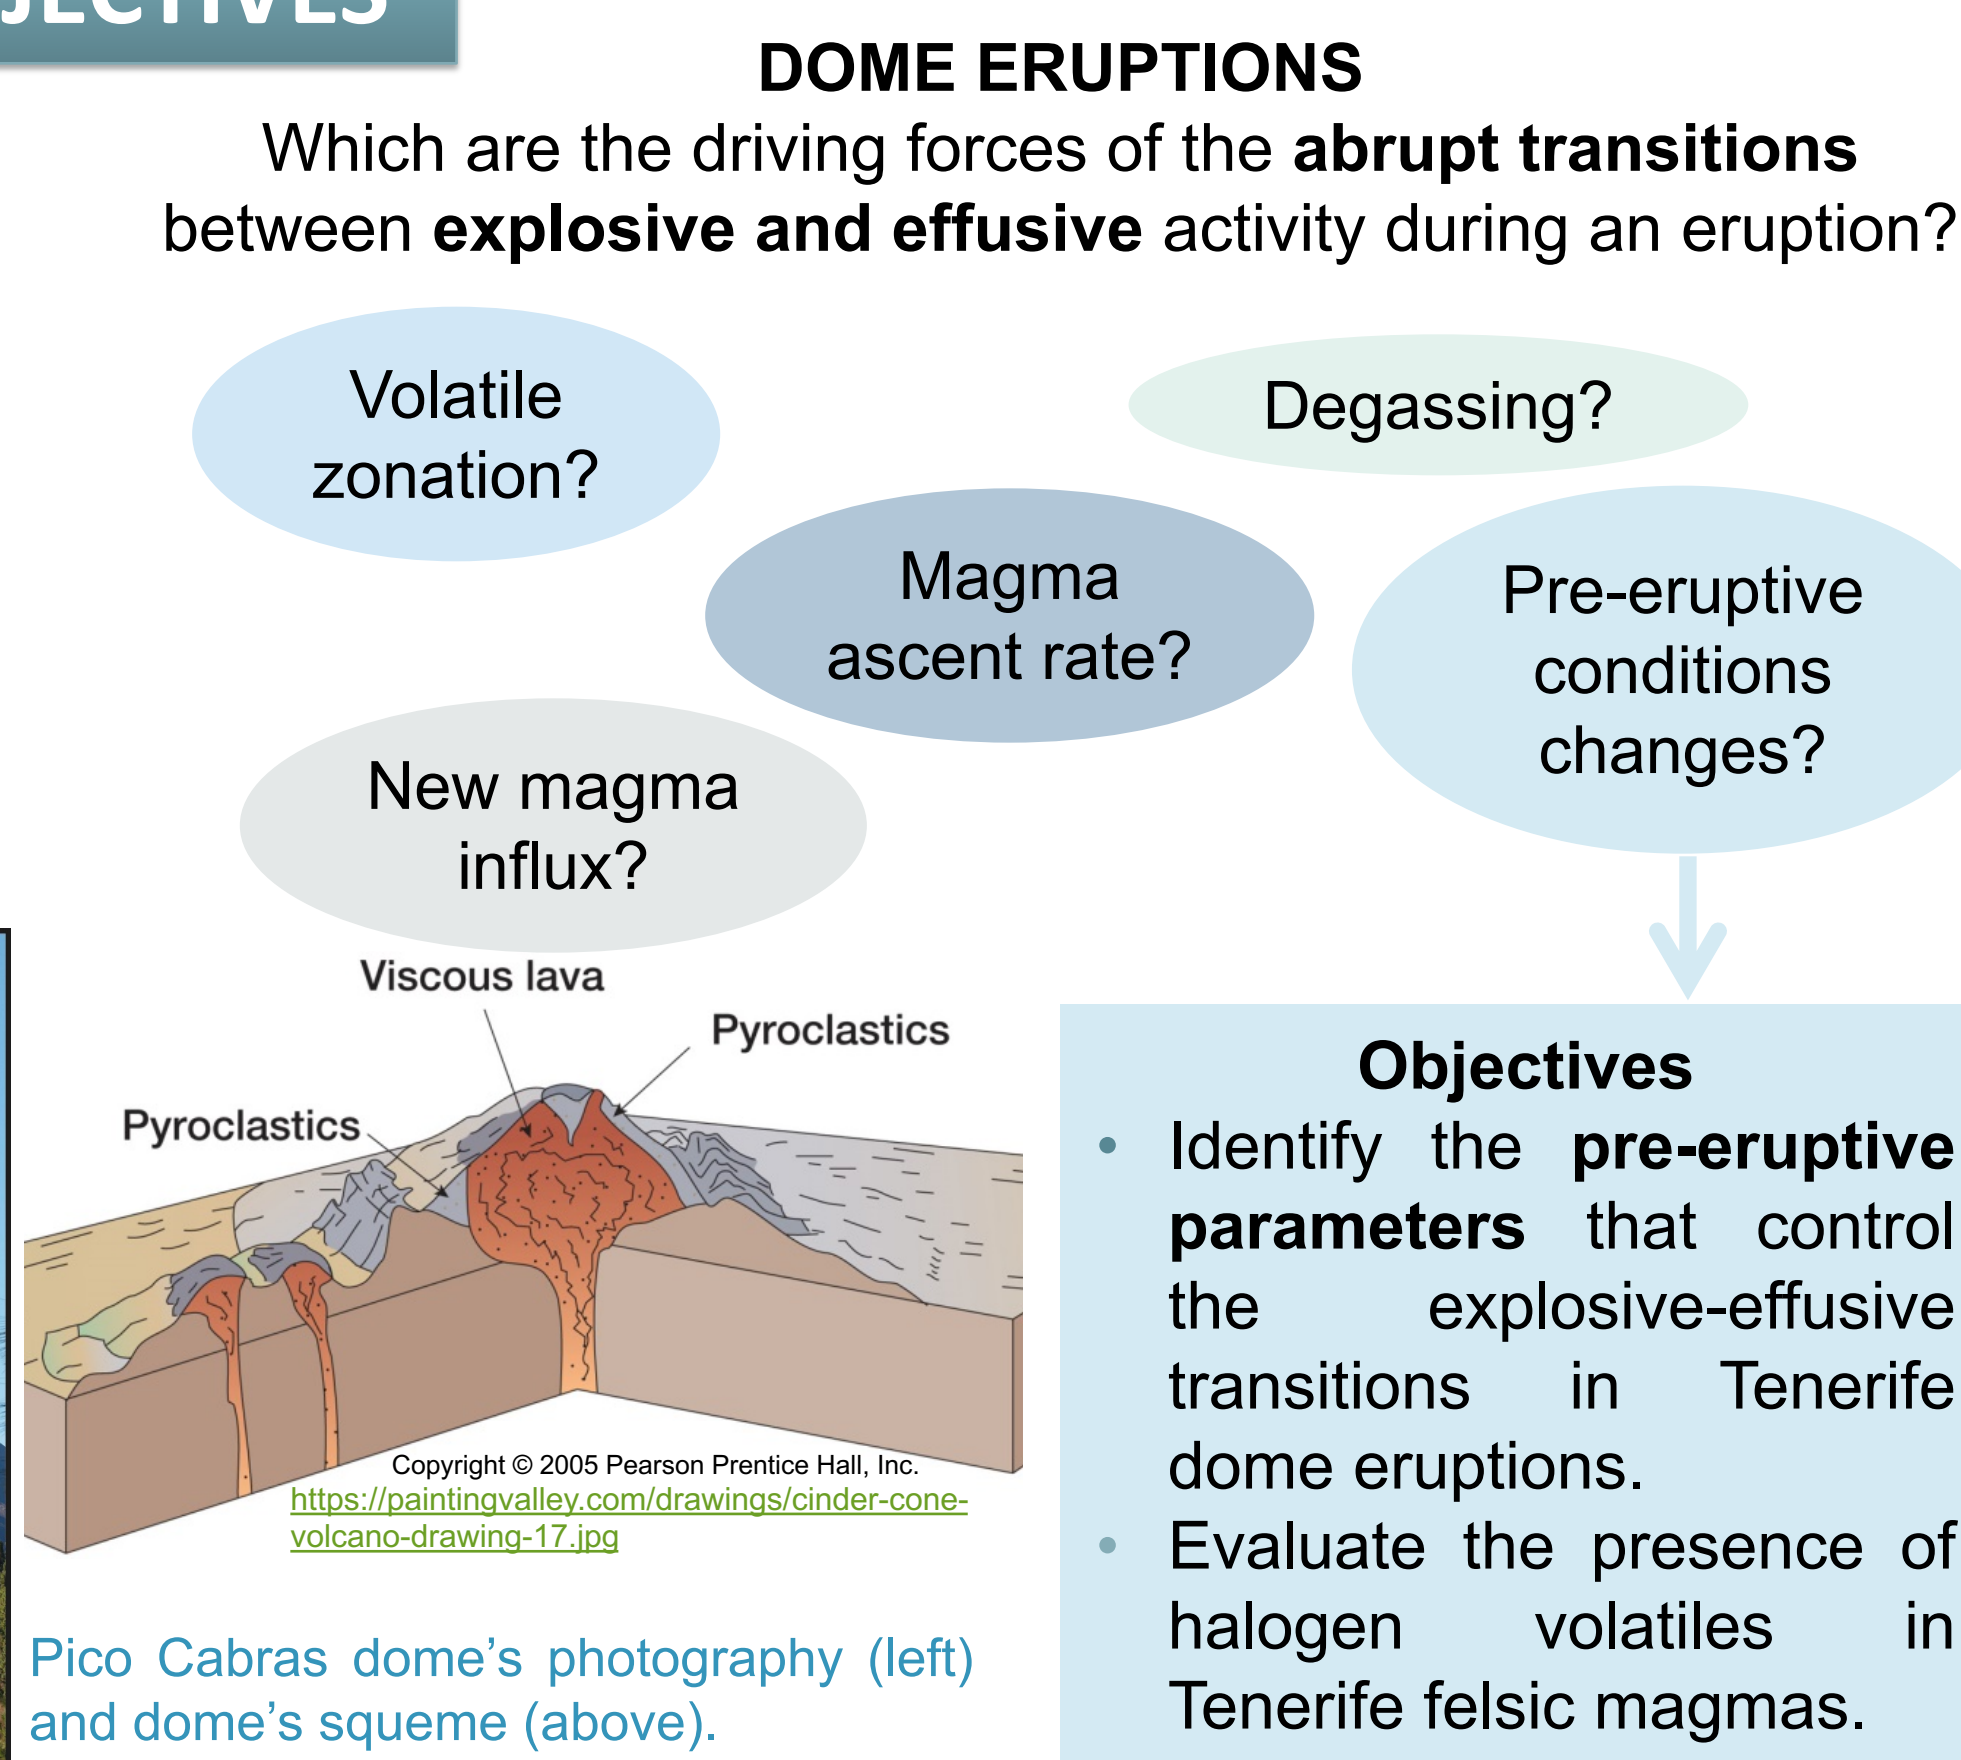 JECTIVES
DOME ERUPTIONS
Which are the driving forces of the abrupt transitions
between explosive and effusive activity during an eruption?
Volatile
zonation?
Degassing?
Magma
ascent rate?
Pre-eruptive
conditions
changes?
New magma
influx?
Viscous lava
Pyroclastics
Pyroclastics
Copyright © 2005 Pearson Prentice Hall, Inc.
https://paintingvalley.com/drawings/cinder-cone-
volcano-drawing-17.jpg
Pico Cabras dome’s photography (left)
and dome’s squeme (above).
Objectives
• Identify the pre-eruptive
parameters that control
the explosive-effusive
transitions in Tenerife
dome eruptions.
• Evaluate the presence of
halogen volatiles in
Tenerife felsic magmas.